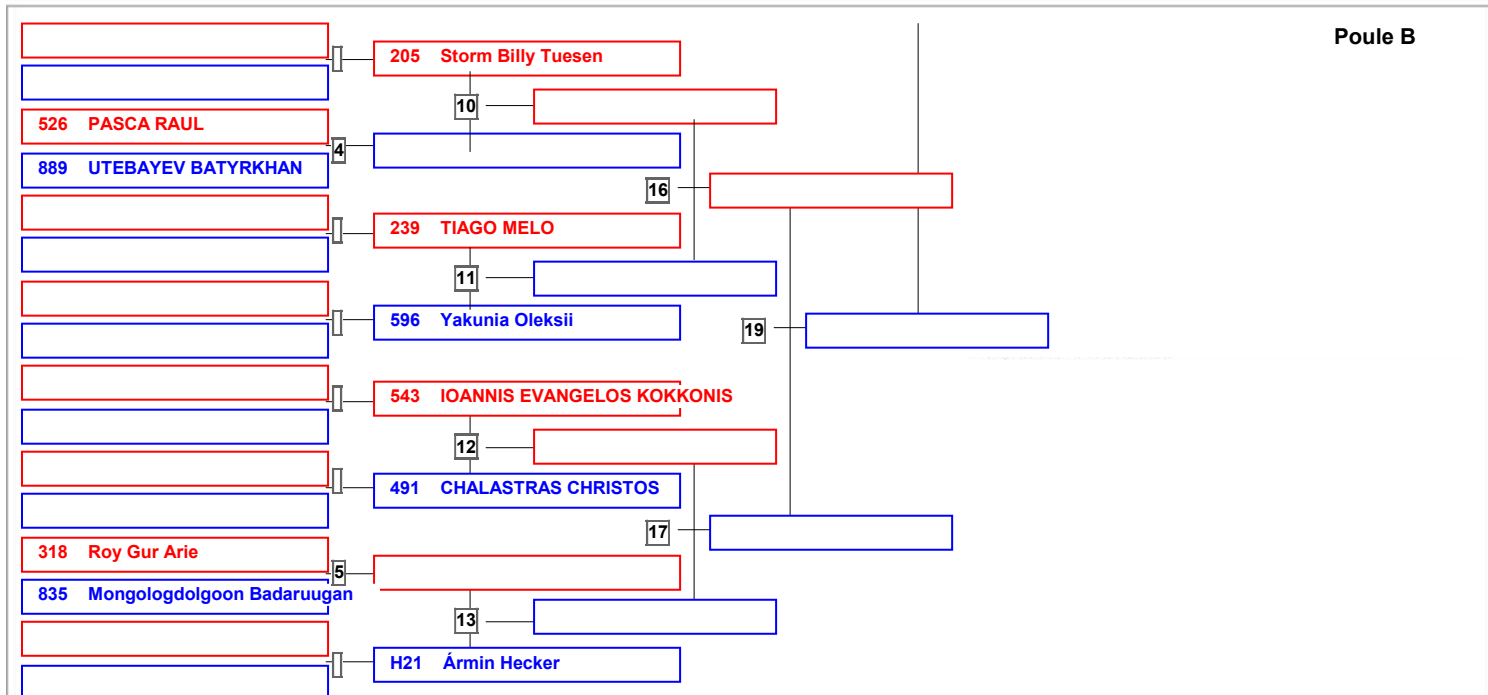 Poule B
205 Storm Billy Tuesen
10
526 PASCA RAUL
4
889 UTEBAYEV BATYRKHAN
16
239 TIAGO MELO
11
596 Yakunia Oleksii
19
543 IOANNIS EVANGELOS KOKKONIS
12
491 CHALASTRAS CHRISTOS
17
318 Roy Gur Arie
5
835 Mongologdolgoon Badaruugan
13
H21 Ármin Hecker